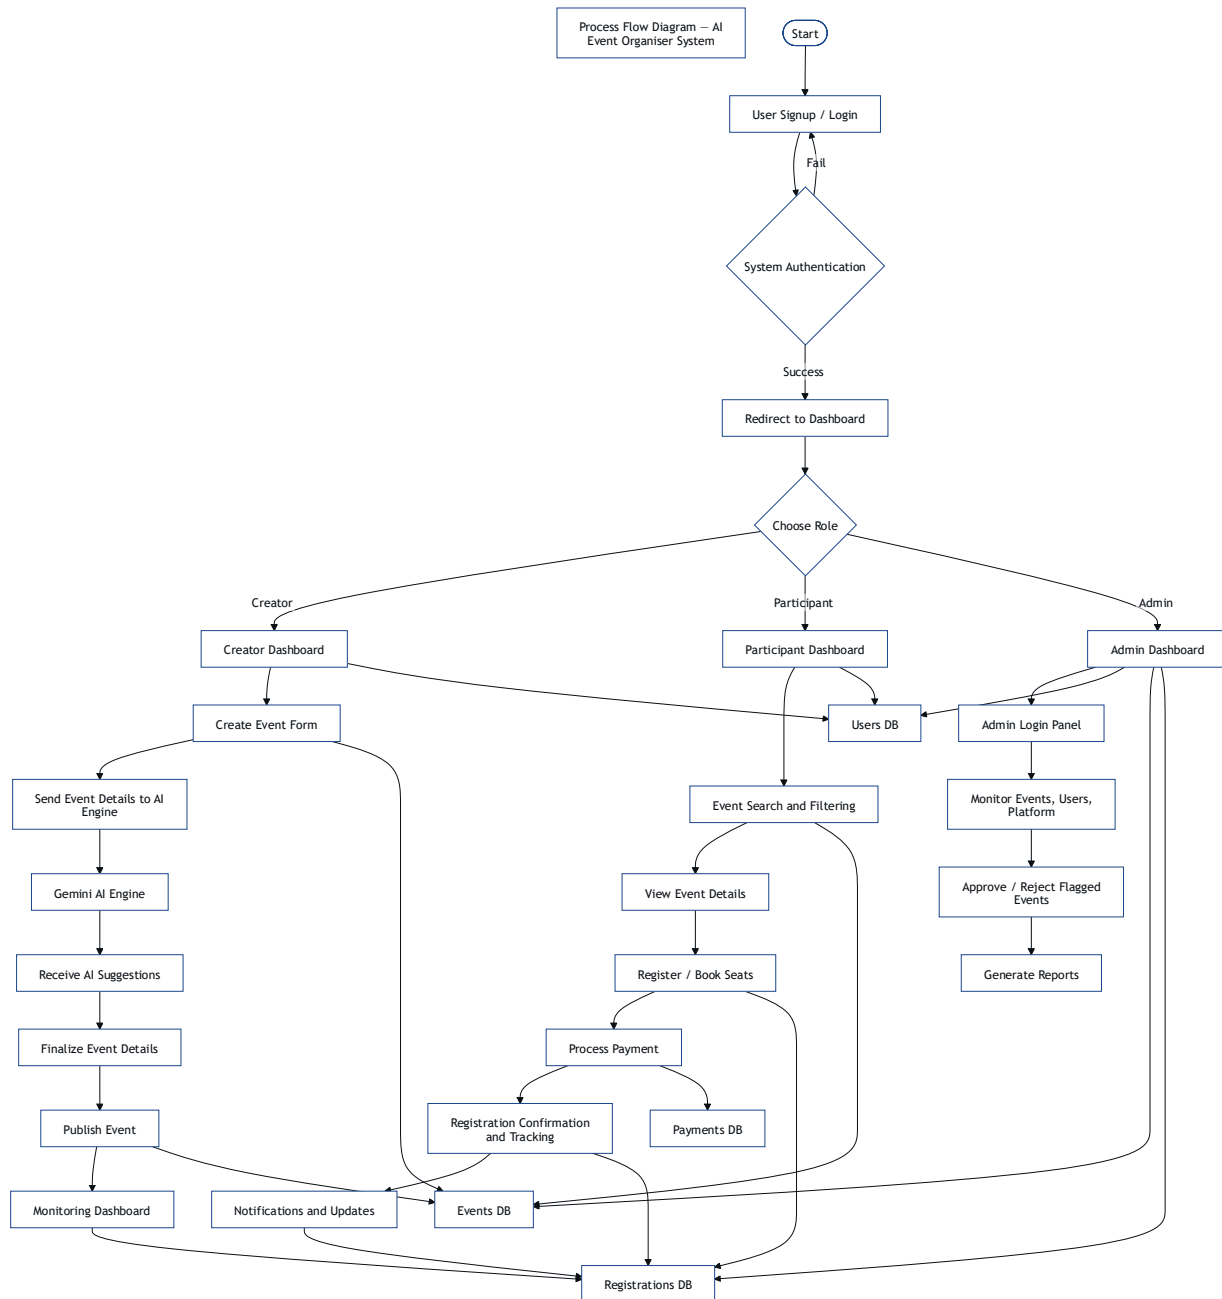 Process Flow Diagram — AI
Event Organiser System
Start
User Signup / Login
Fail
System Authentication
Success
Redirect to Dashboard
Choose Role
Creator
Participant
Admin
Creator Dashboard
Participant Dashboard
Admin Dashboard
Create Event Form
Users DB
Admin Login Panel
Send Event Details to AI
Engine
Event Search and Filtering
Monitor Events, Users,
Platform
Gemini AI Engine
View Event Details
Approve / Reject Flagged
Events
Receive AI Suggestions
Register / Book Seats
Generate Reports
Finalize Event Details
Process Payment
Publish Event
Registration Confirmation
and Tracking
Payments DB
Monitoring Dashboard
Notifications and Updates
Events DB
Registrations DB